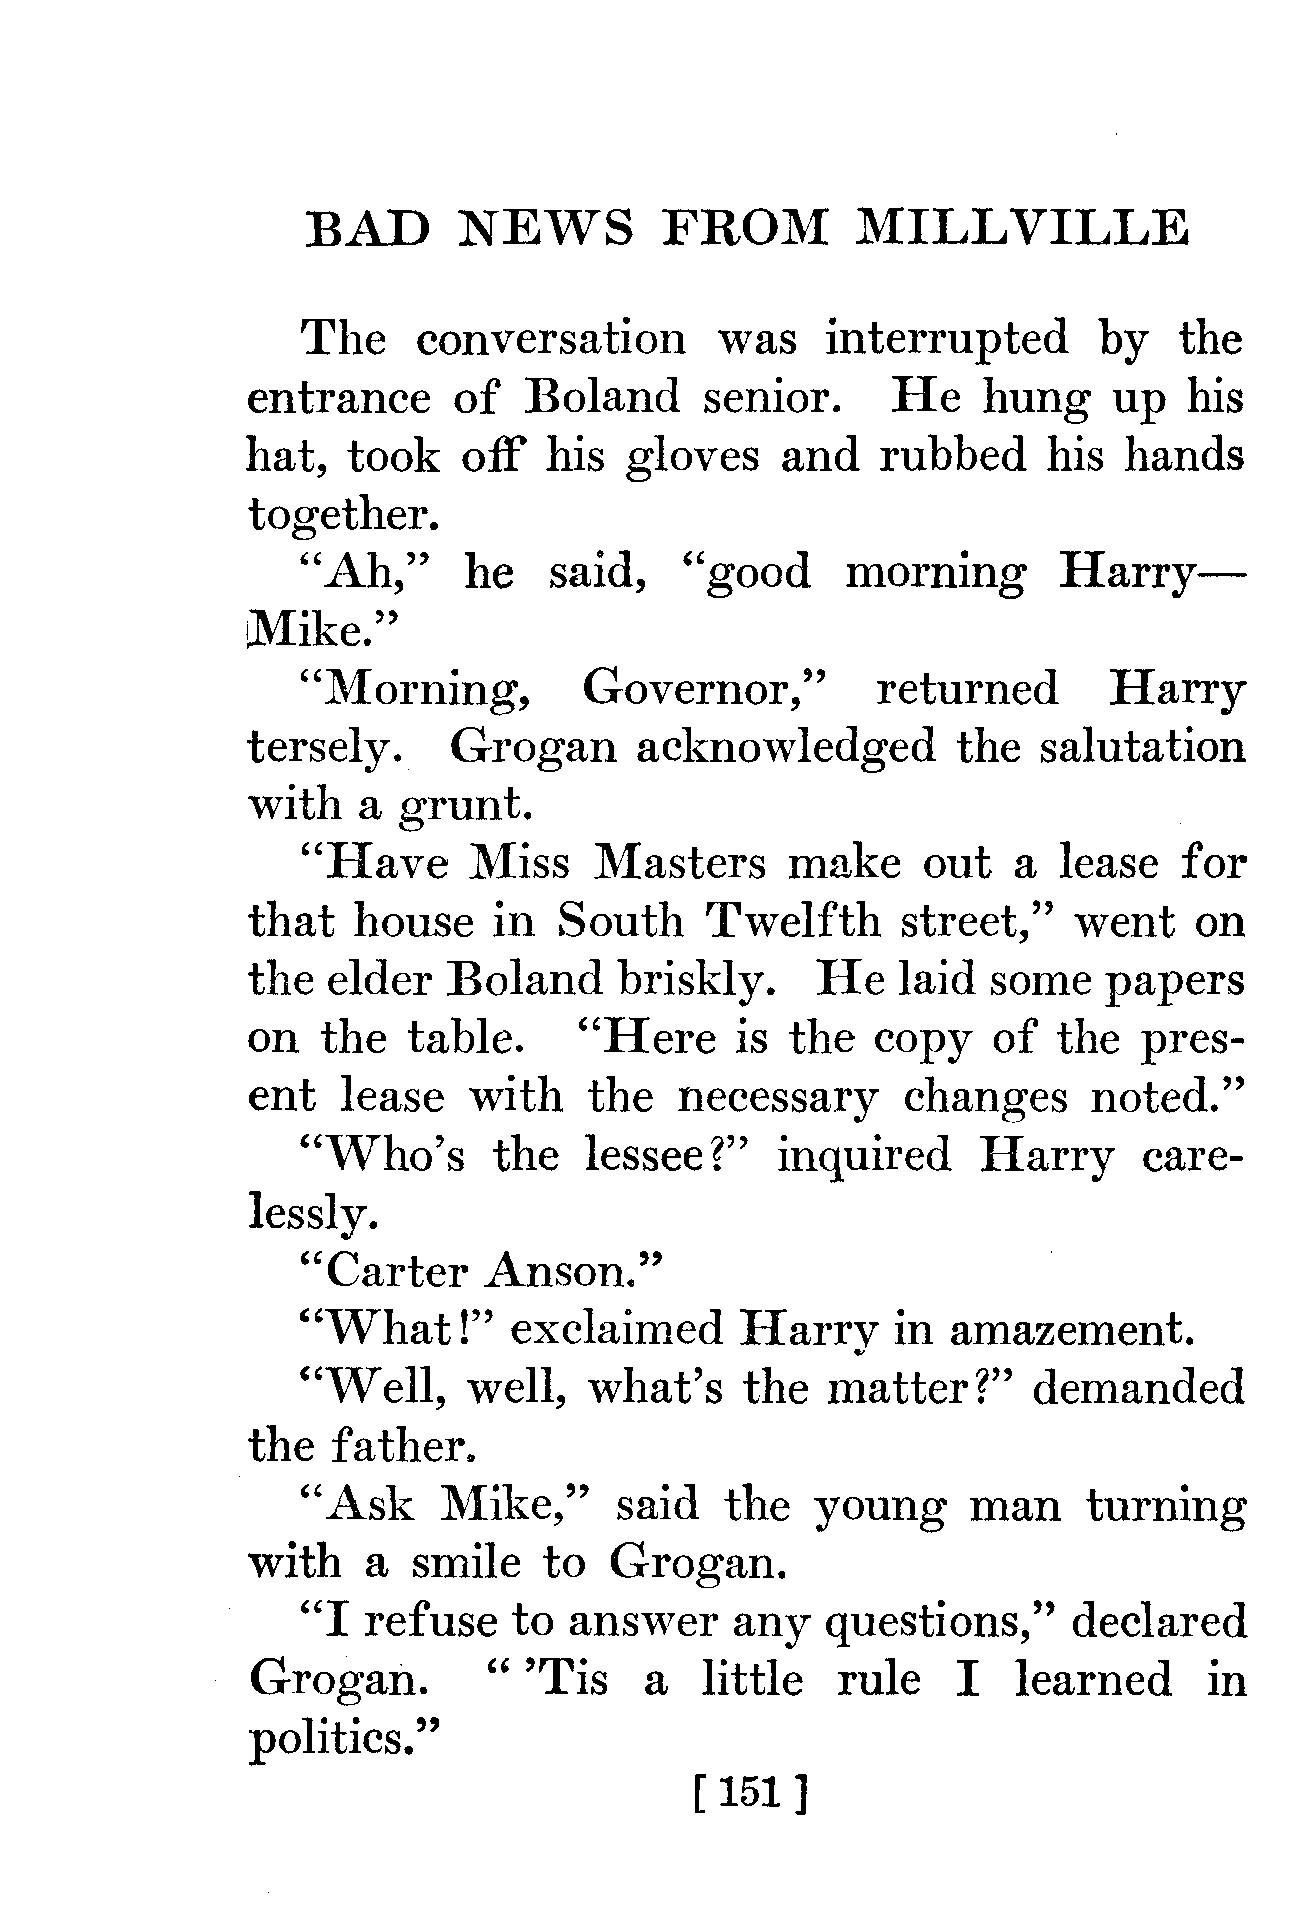 BAD NEWS FROM MILLVILLE
The conversation was interrupted by the
entrance of Boland senior. He hung up his
hat, took off his gloves and rubbed his hands
together.
“Ah,” he said, “good morning Harry—
Mike.”
“Morning, Governor,” returned Harry
tersely. Grogan acknowledged the salutation
with a grunt.
“Have Miss Masters make out a lease for
that house in South Twelfth street,” went on
the elder Boland briskly. He laid some papers
on the table. “Here is the copy of the pres-
ent lease with the necessary changes noted.”
“Who’s the lessee?” inquired Harry care-
lessly.
“Carter Anson.”
“What!” exclaimed Harry in amazement.
“Well, well, what’s the matter?” demanded
the father.
“Ask Mike,” said the young man turning
with a smile to Grogan.
“I refuse to answer any questions,” declared
Grogan. “ ’Tis a little rule I learned in
politics.”
[ 151 ]